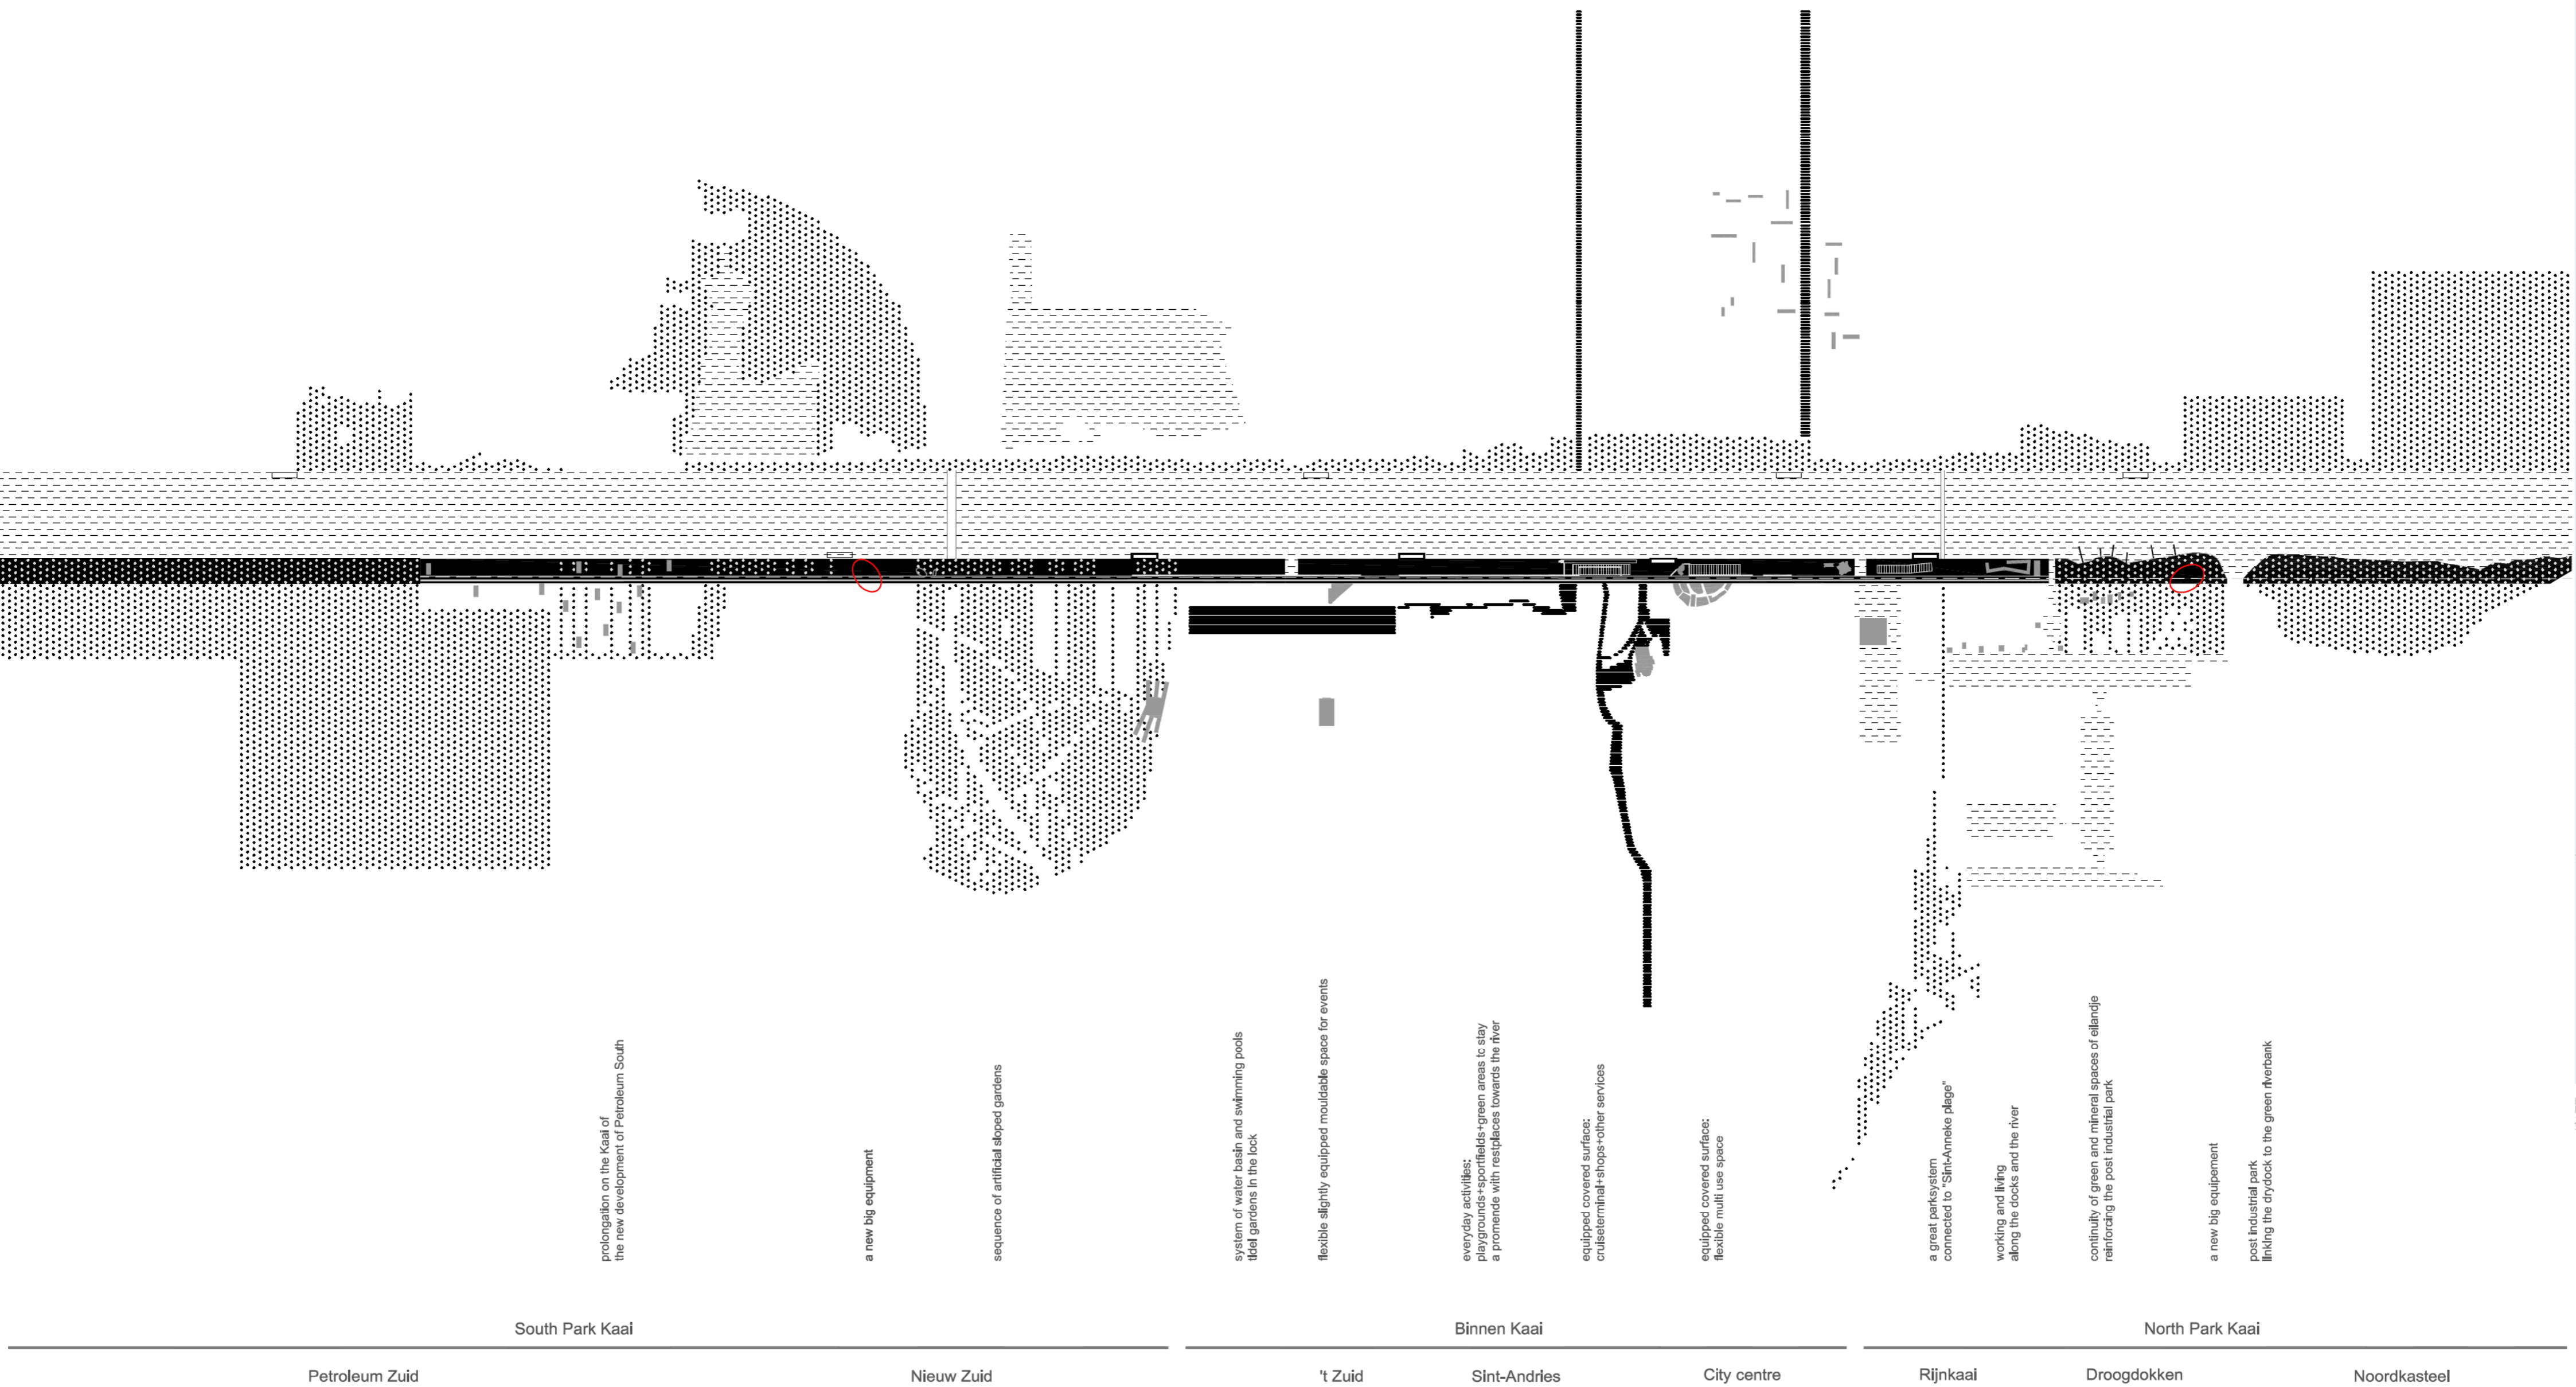 prolongation on the Kaai of
the new development of Petroleum South
a new big equipment
sequence of artificial sloped gardens
system of water basin and swimming pools
tidel gardens in the lock
flexible slightly equipped mouldable space for events
everyday activities:
playgrounds+sportfields+green areas to stay
a promende with restplaces towards the river
equipped covered surface:
cruiseterminal+shops+other services
equipped covered surface:
flexible multi use space
a great parksystem
connected to "Sint-Anneke plage"
working and living
along the docks and the river
continuity of green and mineral spaces of eilandje
reinforcing the post industrial park
a new big equipement
post industrial park
linking the drydock to the green riverbank
South Park Kaai
Binnen Kaai
North Park Kaai
Petroleum Zuid
Nieuw Zuid
't Zuid
Sint-Andries
City centre
Rijnkaai
Droogdokken
Noordkasteel